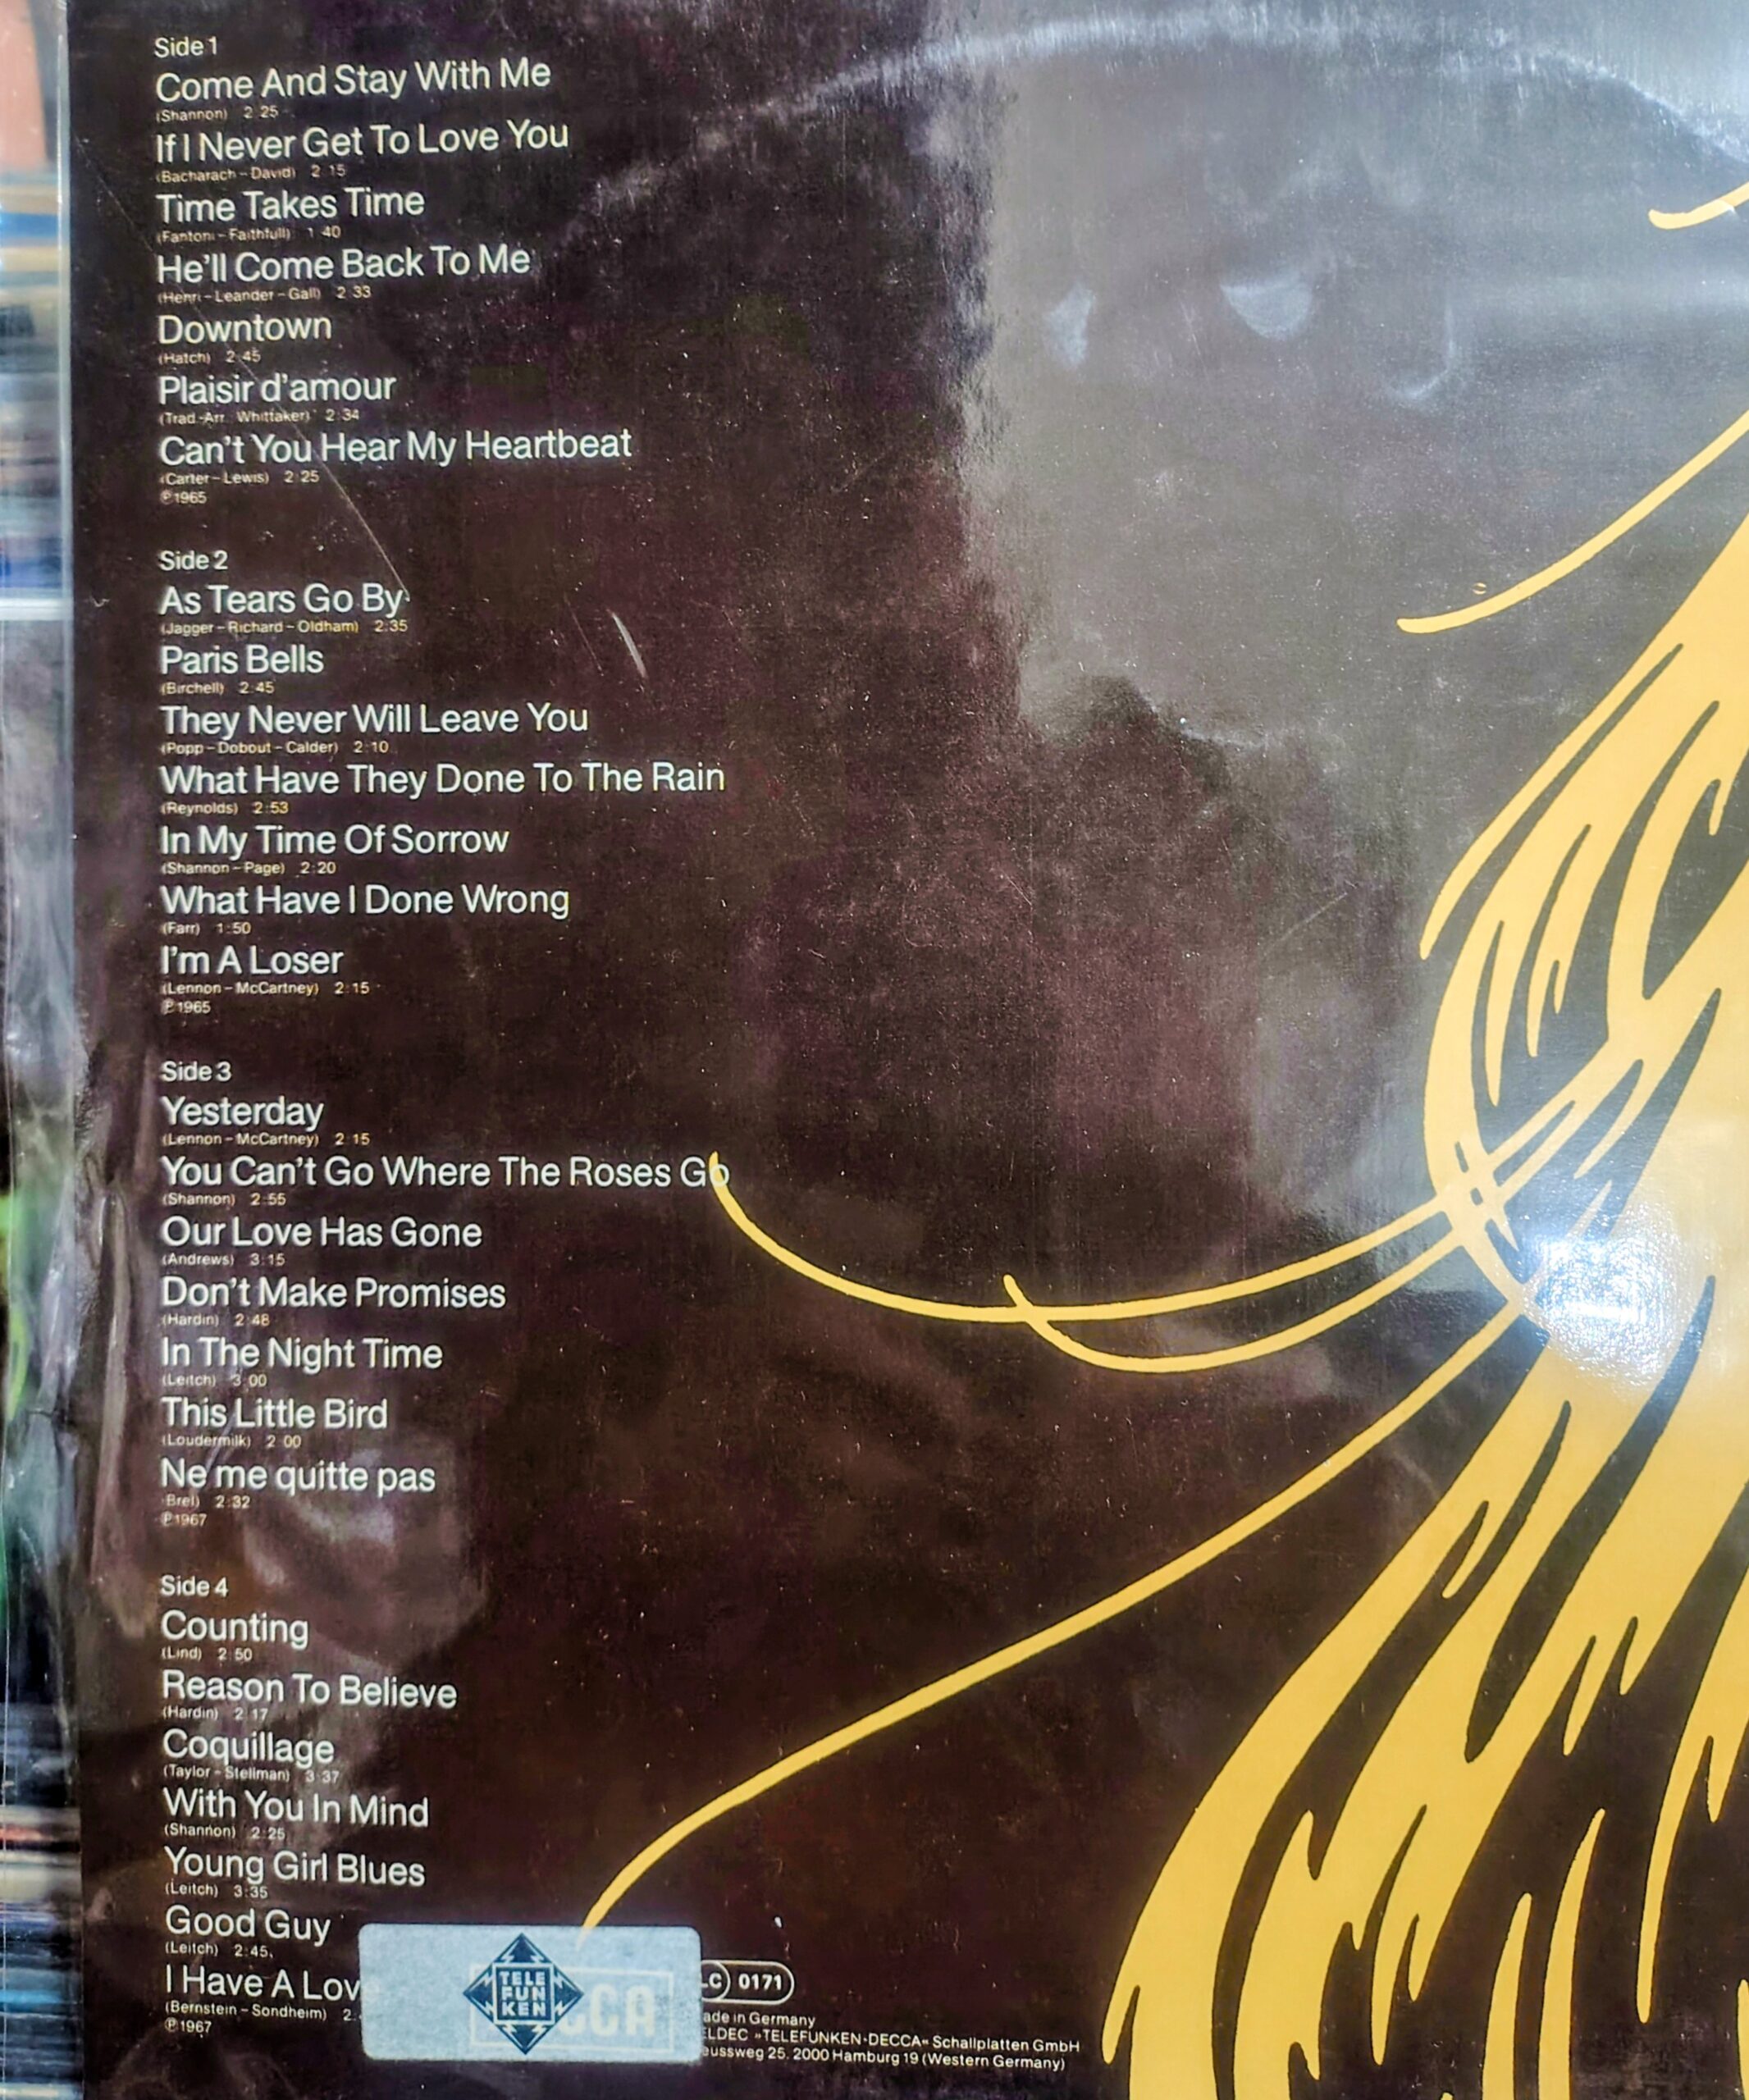 Side 1
Come And Stay With Me
(Shannon) 2:25
If I Never Get To Love You
(Bacharach – David) 2:15
Time Takes Time
(Fantoni – Faithfull) 1:40
He'll Come Back To Me
(Henri – Leander – Gall) 2:33
Downtown
(Hatch) 2:45
Plaisir d'amour
(Trad.-Arr. Whittaker) 2:34
Can't You Hear My Heartbeat
(Carter – Lewis) 2:25
℗ 1965
Side 2
As Tears Go By
(Jagger – Richard – Oldham) 2:35
Paris Bells
(Birchell) 2:45
They Never Will Leave You
(Popp – Dobout – Calder) 2:10
What Have They Done To The Rain
(Reynolds) 2:53
In My Time Of Sorrow
(Shannon – Page) 2:20
What Have I Done Wrong
(Farr) 1:50
I'm A Loser
(Lennon – McCartney) 2:15
℗ 1965
Side 3
Yesterday
(Lennon – McCartney) 2:15
You Can't Go Where The Roses Go
(Shannon) 2:55
Our Love Has Gone
(Andrews) 3:15
Don't Make Promises
(Hardin) 2:48
In The Night Time
(Leitch) 3:00
This Little Bird
(Loudermilk) 2:00
Ne me quitte pas
(Brel) 2:32
℗ 1967
Side 4
Counting
(Lind) 2:50
Reason To Believe
(Hardin) 2:17
Coquillage
(Taylor – Stellman) 3:37
With You In Mind
(Shannon) 2:25
Young Girl Blues
(Leitch) 3:35
Good Guy
(Leitch) 2:45
I Have A Lov
(Bernstein – Sondheim) 2:
℗ 1967
TELE
FUN
KEN
CCA
LC 0171
ade in Germany
ELDEC »TELEFUNKEN-DECCA« Schallplatten GmbH
eussweg 25, 2000 Hamburg 19 (Western Germany)